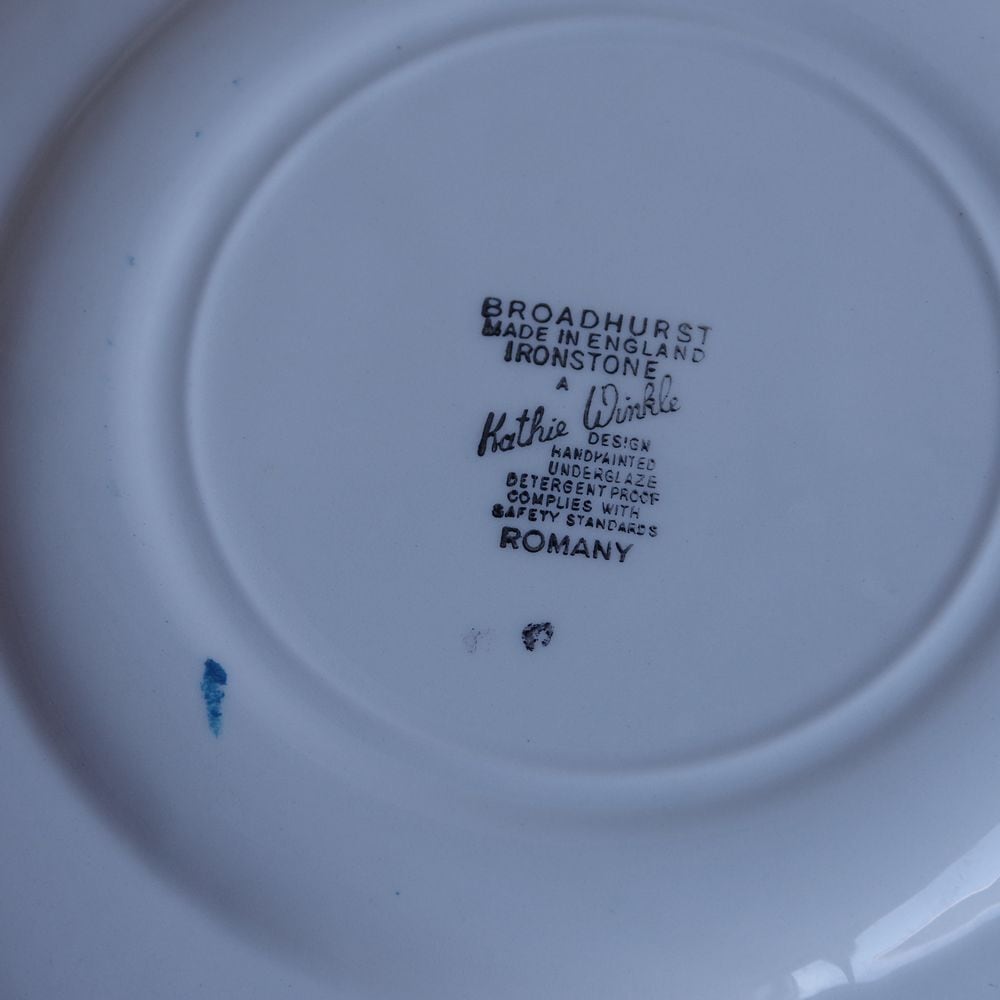 BROADHURST
MADE IN ENGLAND
IRONSTONE
A
Kathie Winkle
DESIGN
HANDPAINTED
UNDERGLAZE
DETERGENT PROOF
COMPLIES WITH
SAFETY STANDARDS
ROMANY